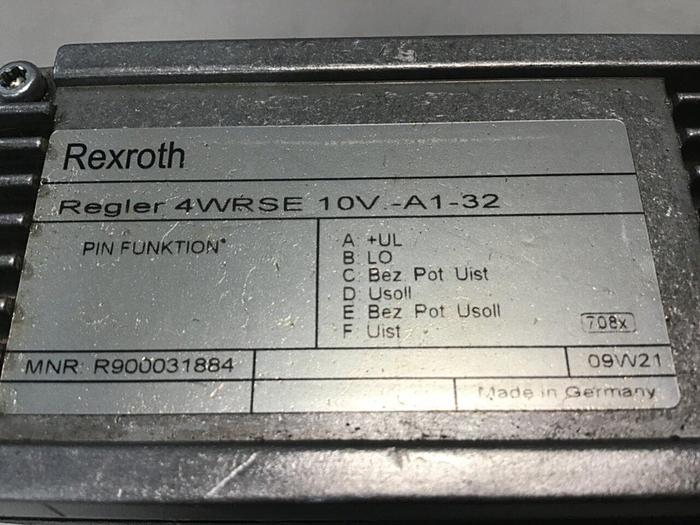 Rexroth
Regler 4WRSE 10V.-A1-32
PIN FUNKTION*
A +UL
B LO
C Bez Pot Uist
D Usoll
E Bez Pot Usoll
F Uist
708x
MNR: R900031884
09W21
Made in Germany